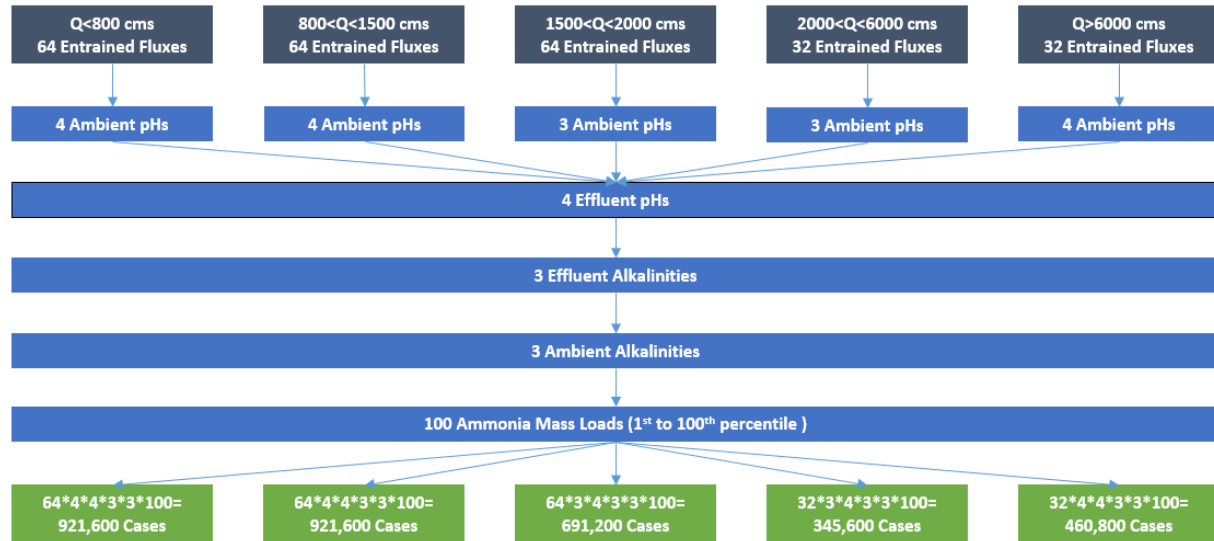 Q<800 cms
64 Entrained Fluxes
800<Q<1500 cms
64 Entrained Fluxes
1500<Q<2000 cms
64 Entrained Fluxes
2000<Q<6000 cms
32 Entrained Fluxes
Q>6000 cms
32 Entrained Fluxes
4 Ambient pHs
4 Ambient pHs
3 Ambient pHs
3 Ambient pHs
4 Ambient pHs
4 Effluent pHs
3 Effluent Alkalinities
3 Ambient Alkalinities
100 Ammonia Mass Loads (1st to 100th percentile )
64*4*4*3*3*100=
921,600 Cases
64*4*4*3*3*100=
921,600 Cases
64*3*4*3*3*100=
691,200 Cases
32*3*4*3*3*100=
345,600 Cases
32*4*4*3*3*100=
460,800 Cases